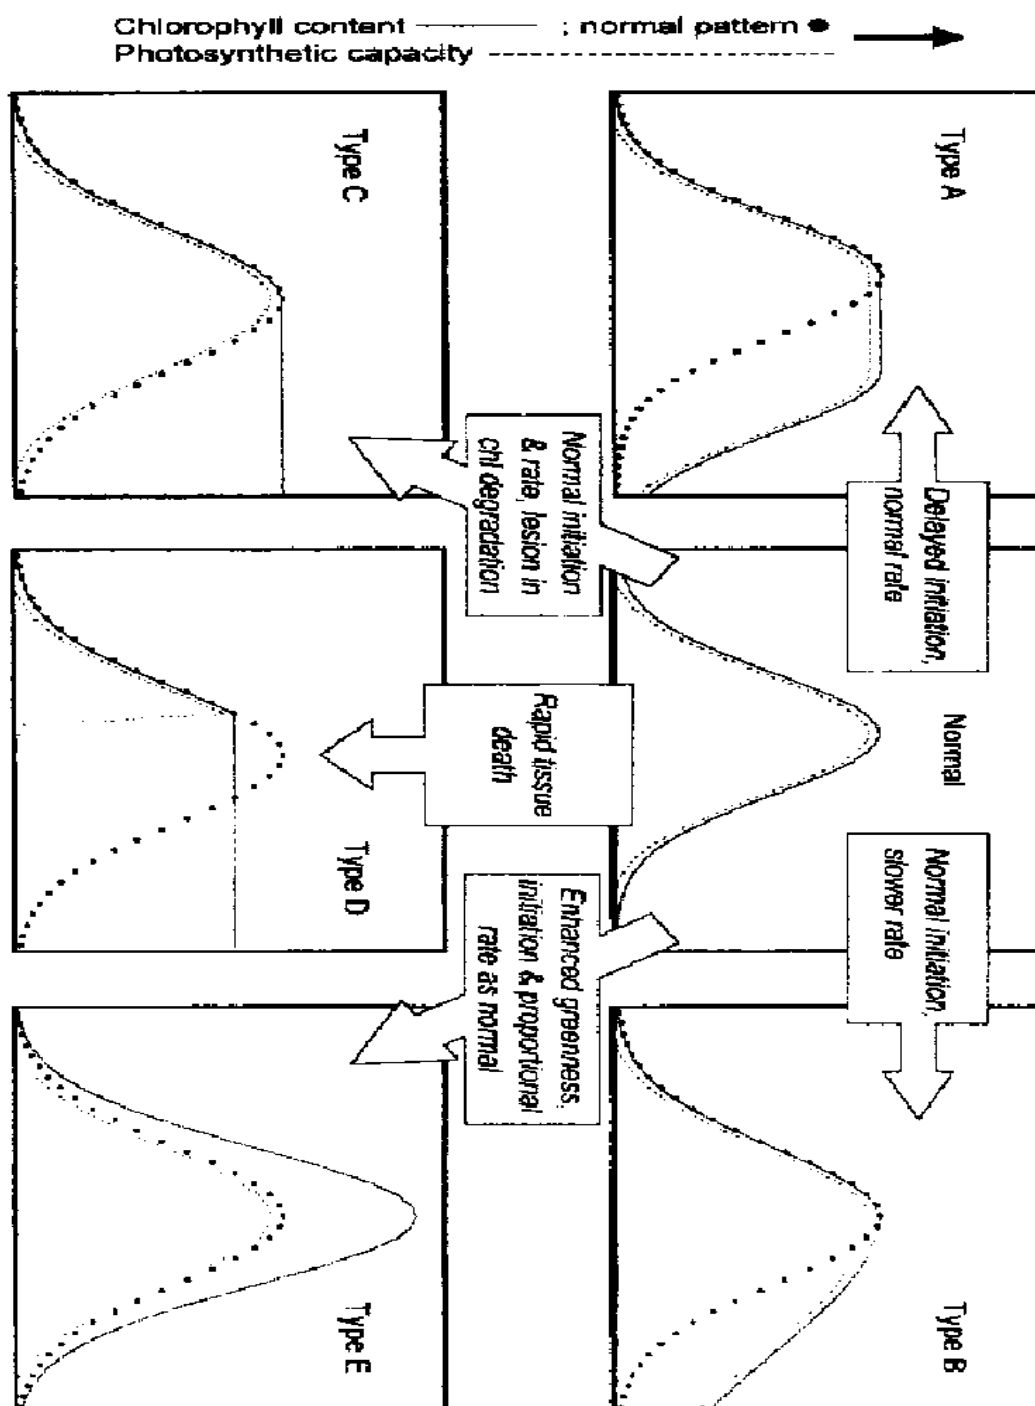 Chlorophyll content ; normal pattern
Photosynthetic capacity
Type A
Delayed initiation,
normal rate
Normal
Normal initiation,
slower rate
Type B
Type C
Normal initiation
& rate, lesion in
chl degradation
Rapid tissue
death
Type D
Enhanced greenness,
initiation & proportional
rate as normal
Type E